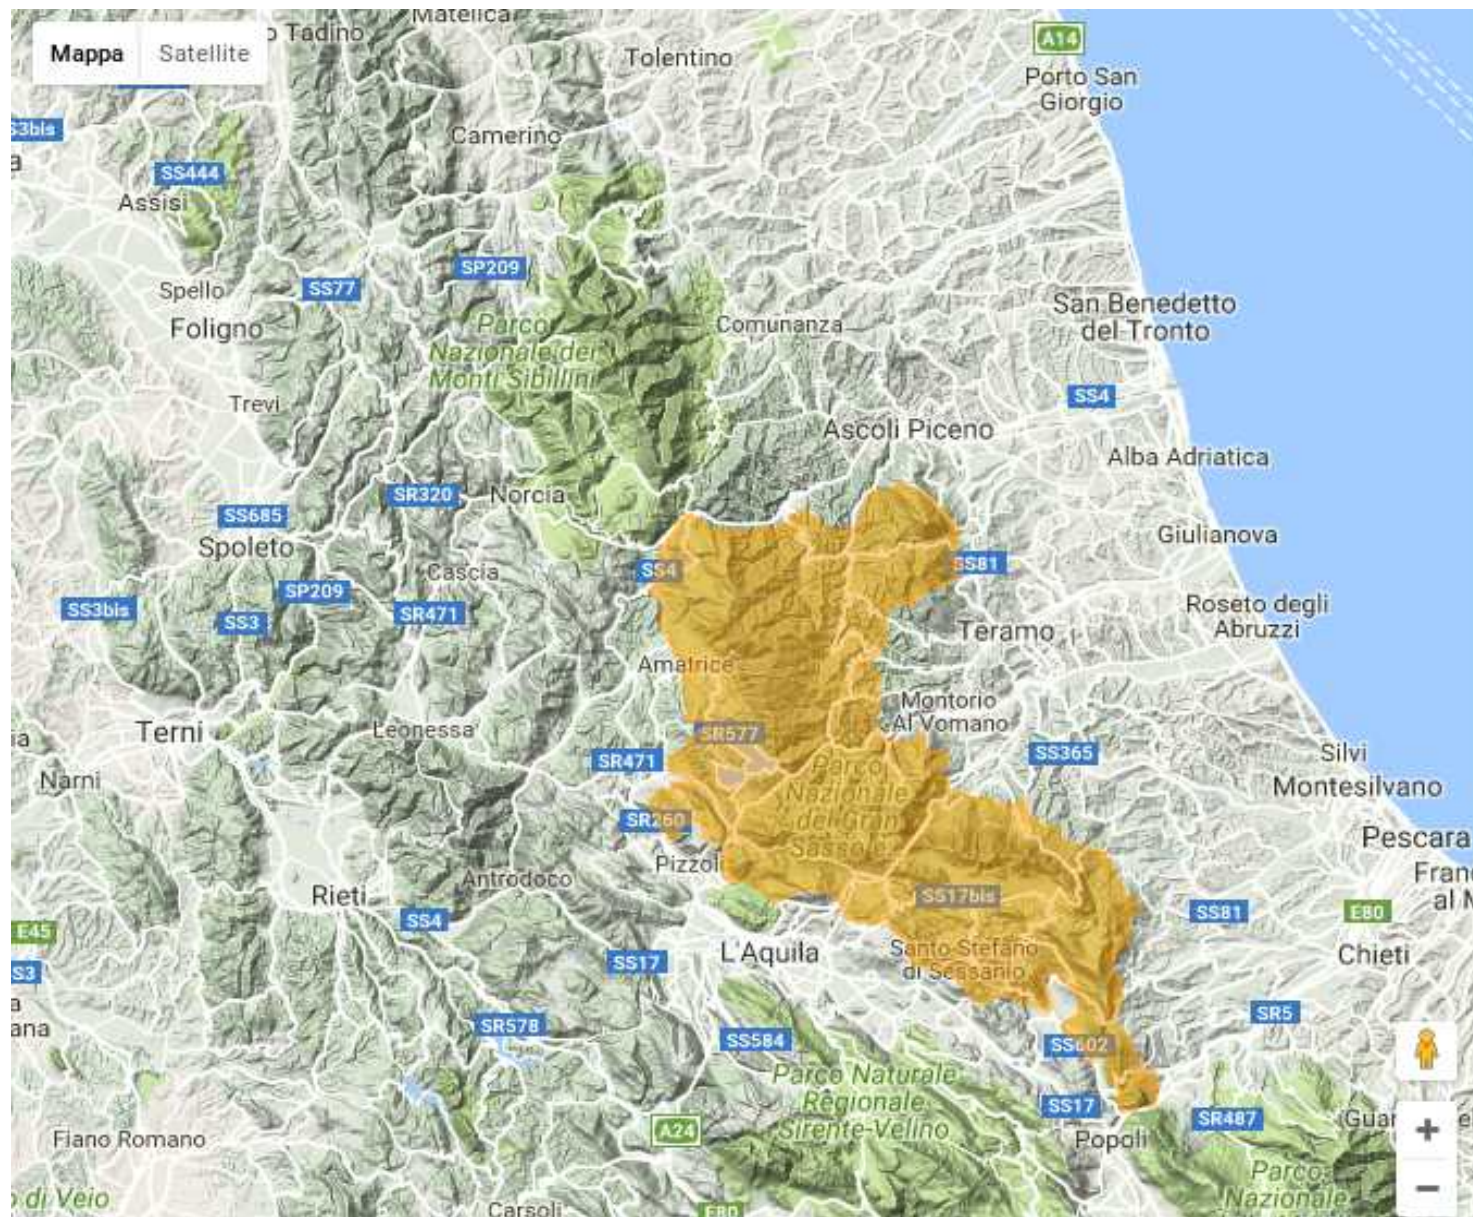 Matelica
Mappa
Satellite
o Tadino
Tolentino
A14
Porto San
Giorgio
S3bis
Camerino
SS444
Assisi
SP209
Spello
SS77
San Benedetto
del Tronto
Foligno
Parco
Nazionale dei
Monti Sibillini
Comunanza
Trevi
SS4
Ascoli Piceno
Alba Adriatica
SR320
Norcia
SS685
Spoleto
Giulianova
Cascia
SS4
SS81
SP209
SS3bis
SS3
SR471
Roseto degli
Abruzzi
Teramo
Amatrice
Montorio
Al Vomano
Terni
Leonessa
SR577
ia
SR471
SS365
Silvi
Narni
Montesilvano
Parco
Nazionale
del Gran
Sasso e
SR260
Pescara
Pizzoli
Antrodoco
Rieti
Franc
al M
SS17bis
SS4
SS81
E80
E45
L'Aquila
Santo Stefano
di Sessanio
Chieti
SS17
S3
a
ana
SR5
SR578
SS584
SS602
Parco Naturale
Regionale
Sirente-Velino
SS17
SR487
Guar
e
A24
Popoli
Fiano Romano
+
Parco
Nazionale
o di Veio
−
Carsoli
E80